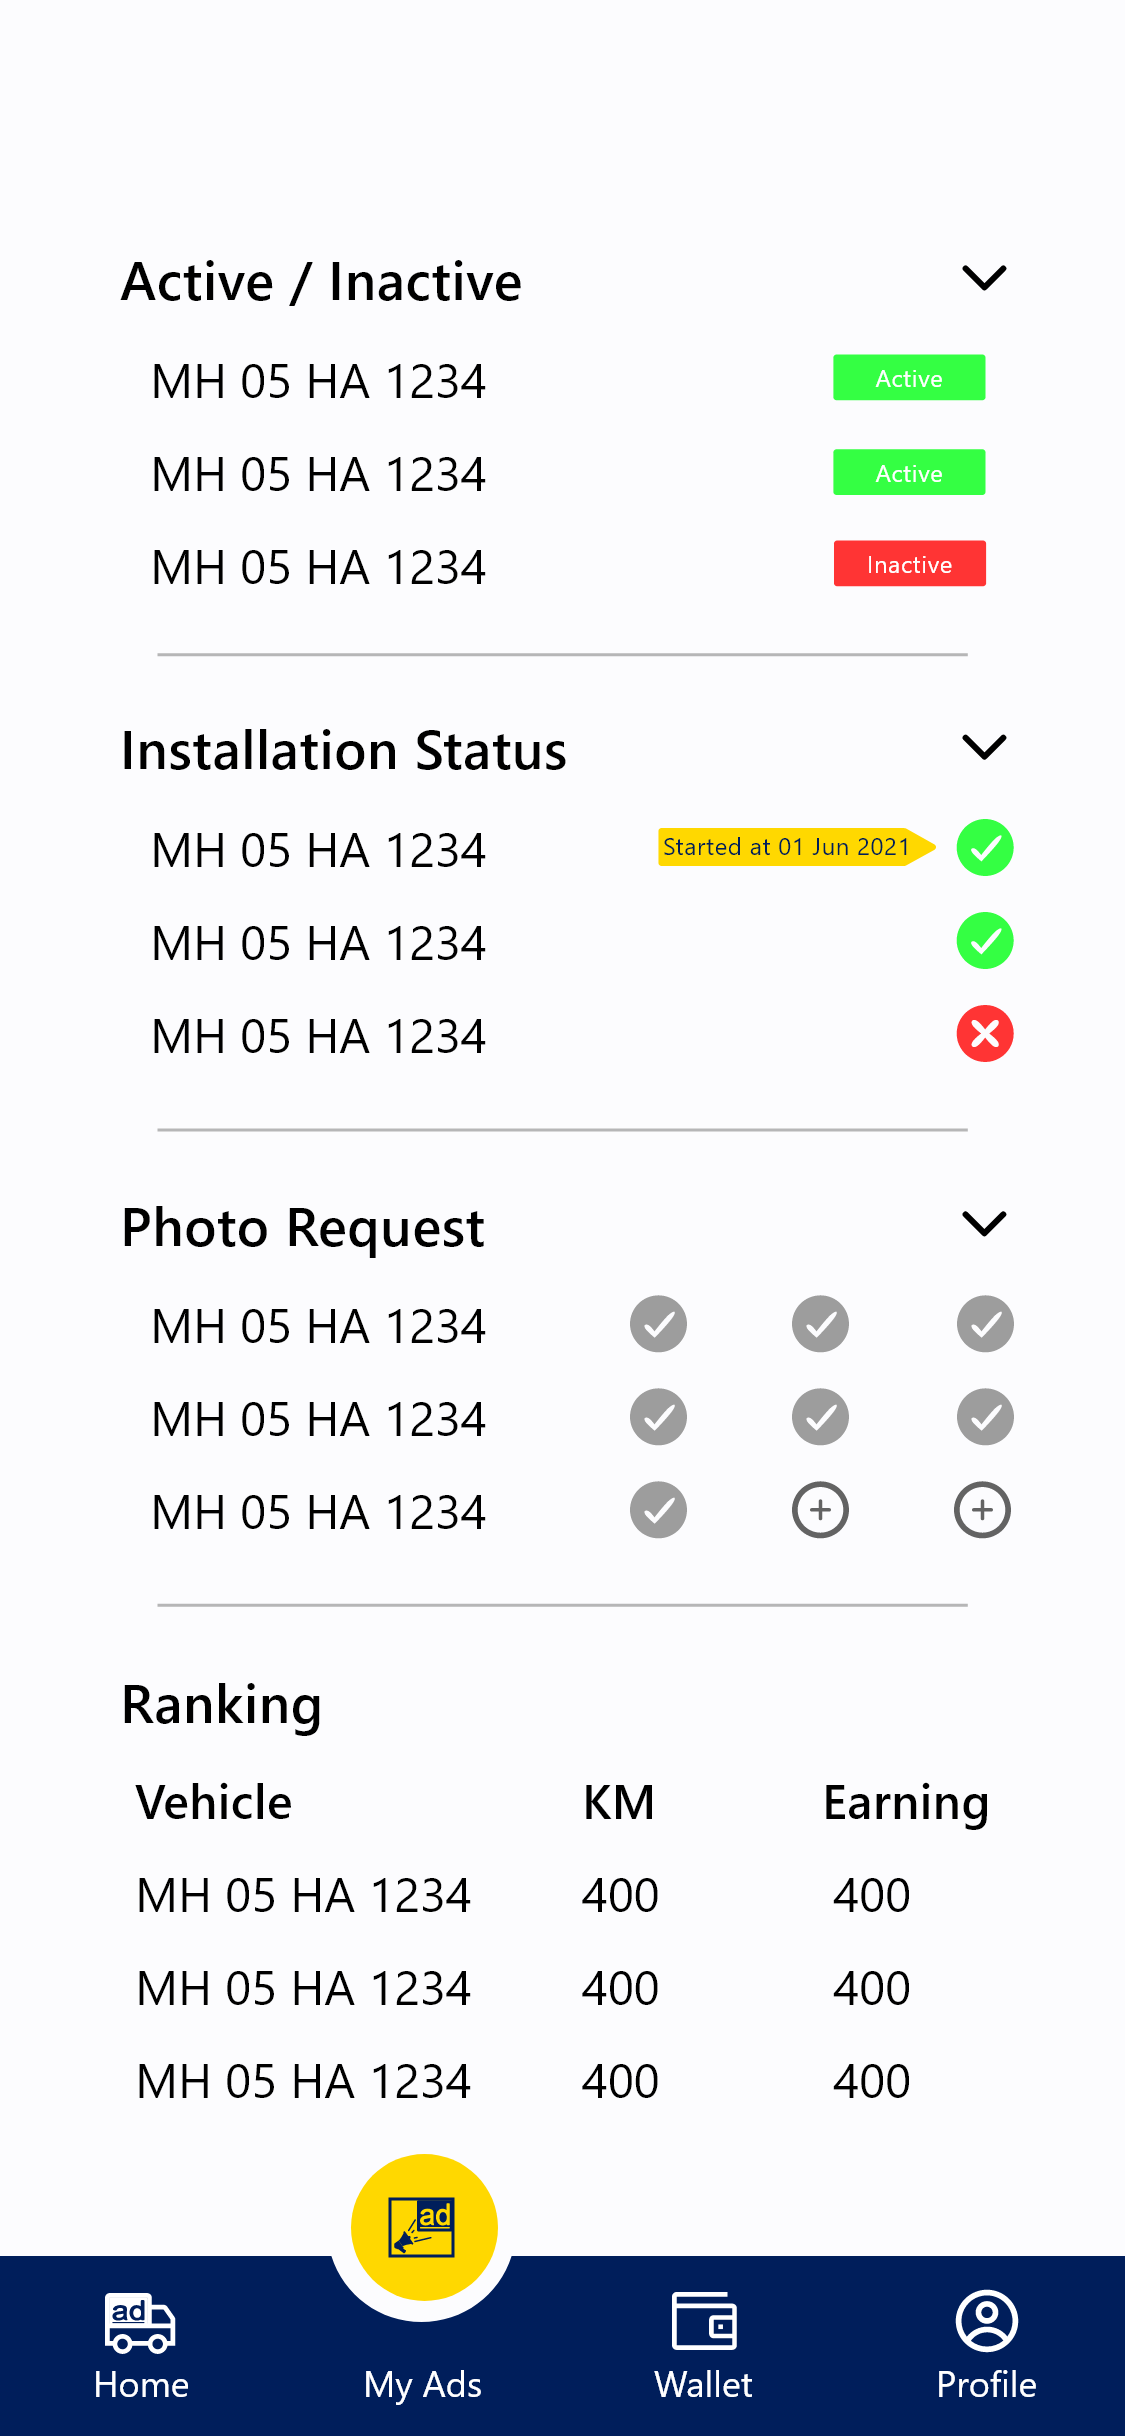 Active / Inactive
MH 05 HA 1234 Active
MH 05 HA 1234 Active
MH 05 HA 1234 Inactive
Installation Status
MH 05 HA 1234 Started at 01 Jun 2021
MH 05 HA 1234
MH 05 HA 1234
Photo Request
MH 05 HA 1234
MH 05 HA 1234
MH 05 HA 1234
Ranking
Vehicle KM Earning
MH 05 HA 1234 400 400
MH 05 HA 1234 400 400
MH 05 HA 1234 400 400
ad
ad
Home My Ads Wallet Profile